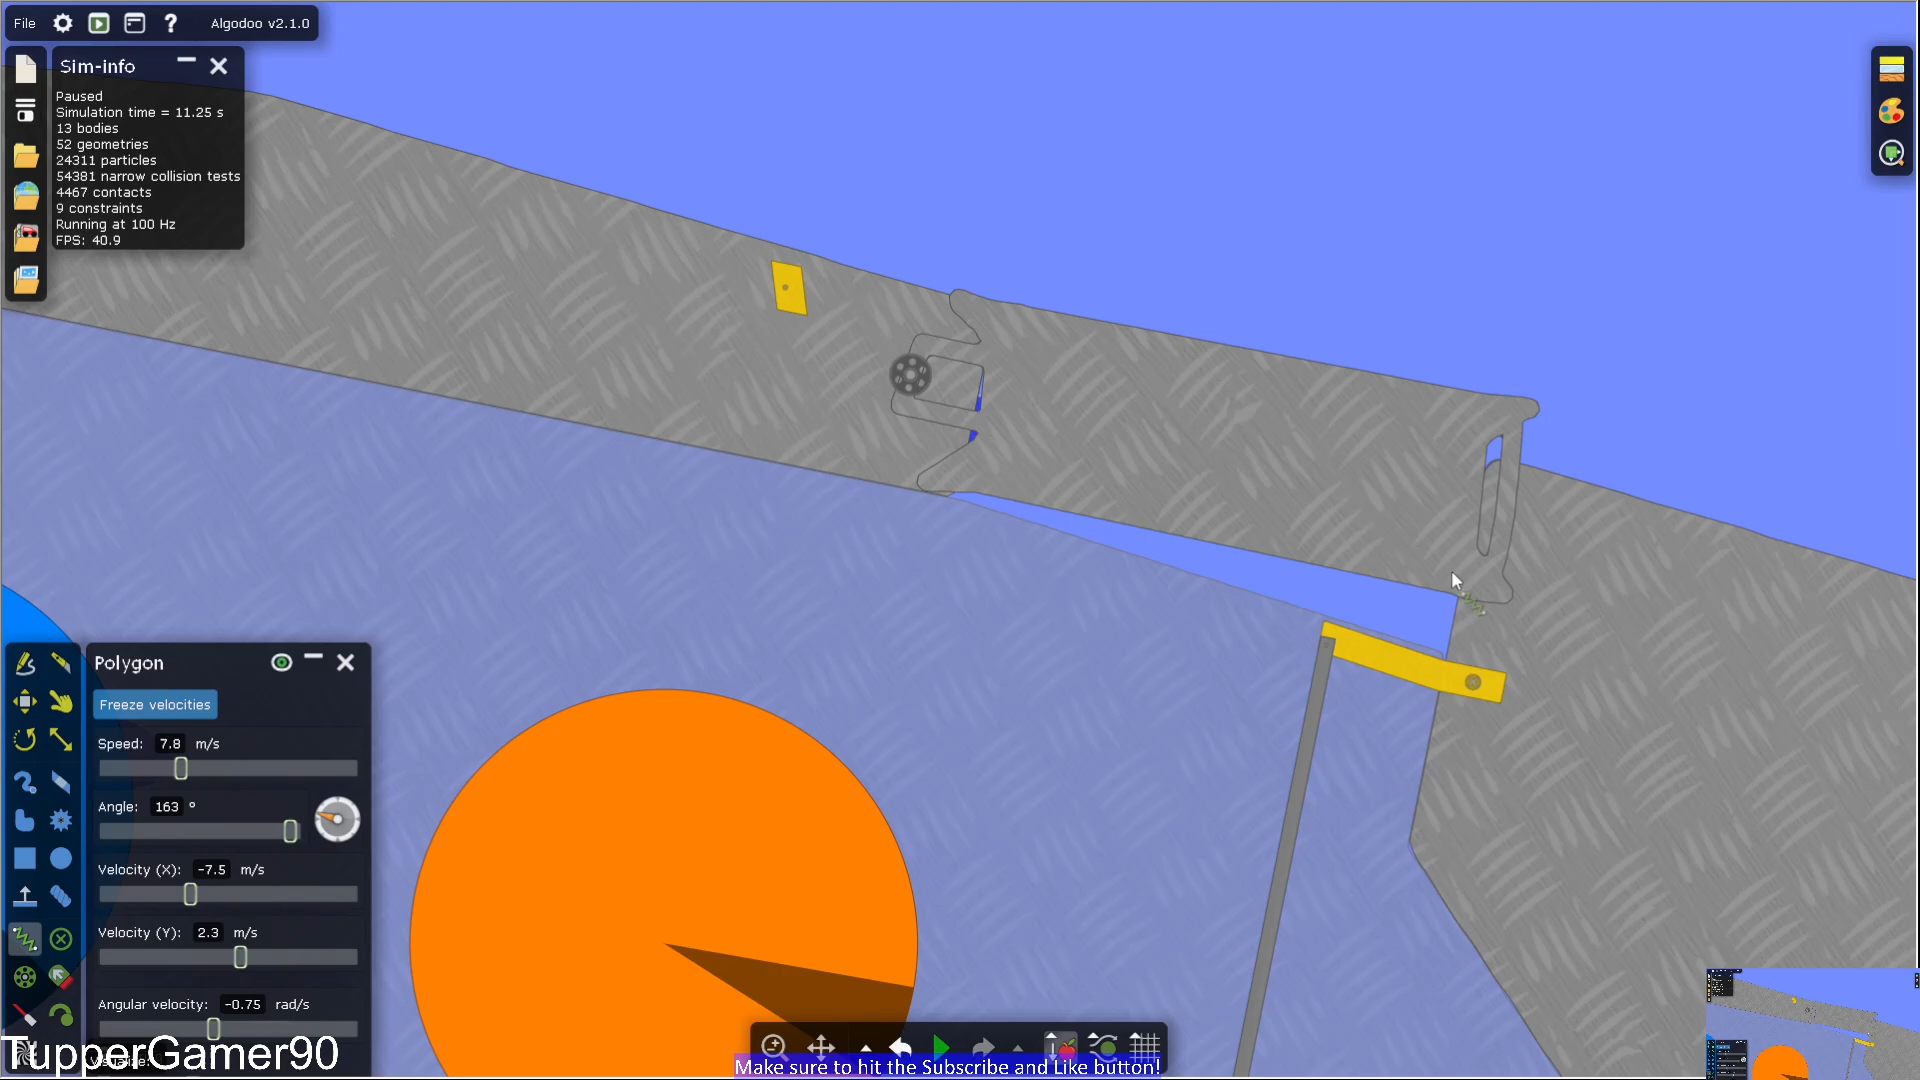 File
Algodoo v2.1.0
Sim-info
Paused
Simulation time = 11.25 s
13 bodies
52 geometries
24311 particles
54381 narrow collision tests
4467 contacts
9 constraints
Running at 100 Hz
FPS: 40.9
Polygon
Freeze velocities
Speed: 7.8 m/s
Angle: 163 °
Velocity (X): -7.5 m/s
Velocity (Y): 2.3 m/s
Angular velocity: -0.75 rad/s
TupperGamer90
Make sure to hit the Subscribe and Like button!